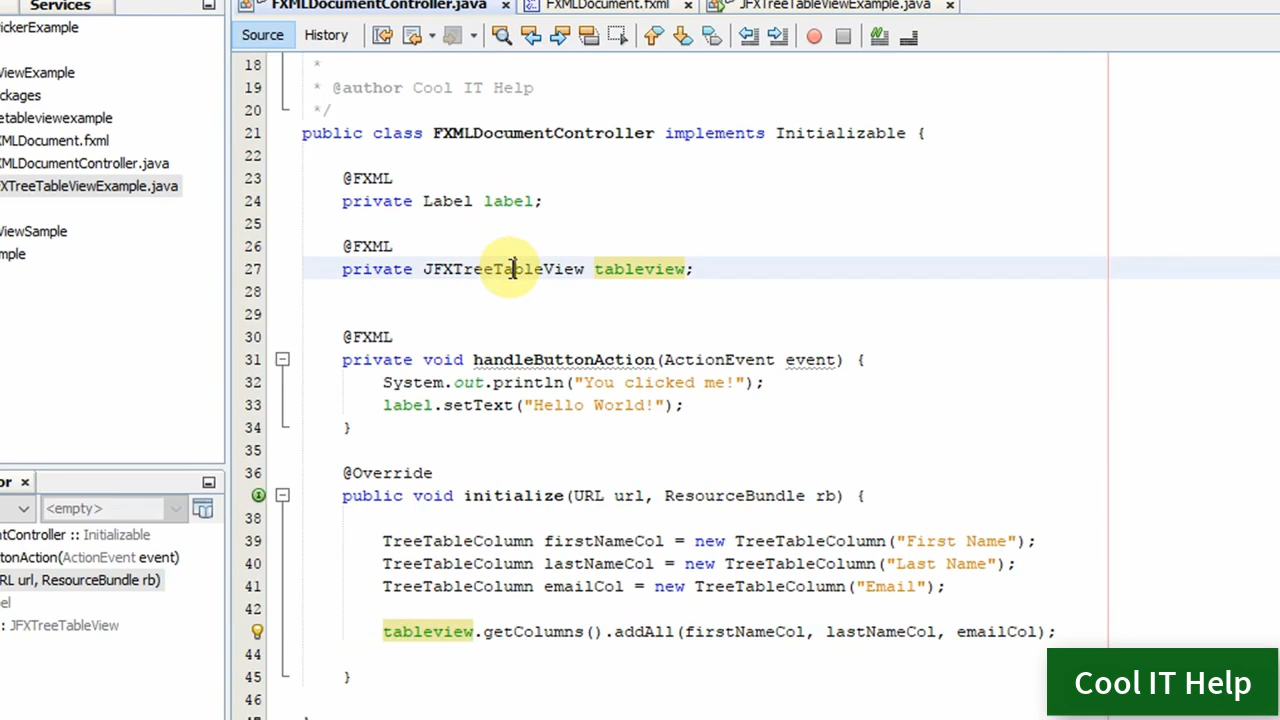 Services
FXMLDocumentController.java
FXMLDocument.fxml
JFXTreeTableViewExample.java
Source
History
rickerExample
/iewExample
ckages
etableviewexample
XMLDocument.fxml
XMLDocumentController.java
FXTreeTableViewExample.java
/iewSample
mple
or
<empty>
ntController :: Initializable
tonAction(ActionEvent event)
RL url, ResourceBundle rb)
el
: JFXTreeTableView
18 *
19 * @author Cool IT Help
20 */
21 public class FXMLDocumentController implements Initializable {
22
23 @FXML
24 private Label label;
25
26 @FXML
27 private JFXTreeTableView tableview;
28
29
30 @FXML
31 private void handleButtonAction(ActionEvent event) {
32 System.out.println("You clicked me!");
33 label.setText("Hello World!");
34 }
35
36 @Override
public void initialize(URL url, ResourceBundle rb) {
38
39 TreeTableColumn firstNameCol = new TreeTableColumn("First Name");
40 TreeTableColumn lastNameCol = new TreeTableColumn("Last Name");
41 TreeTableColumn emailCol = new TreeTableColumn("Email");
42
tableview.getColumns().addAll(firstNameCol, lastNameCol, emailCol);
44
45 }
46
Cool IT Help